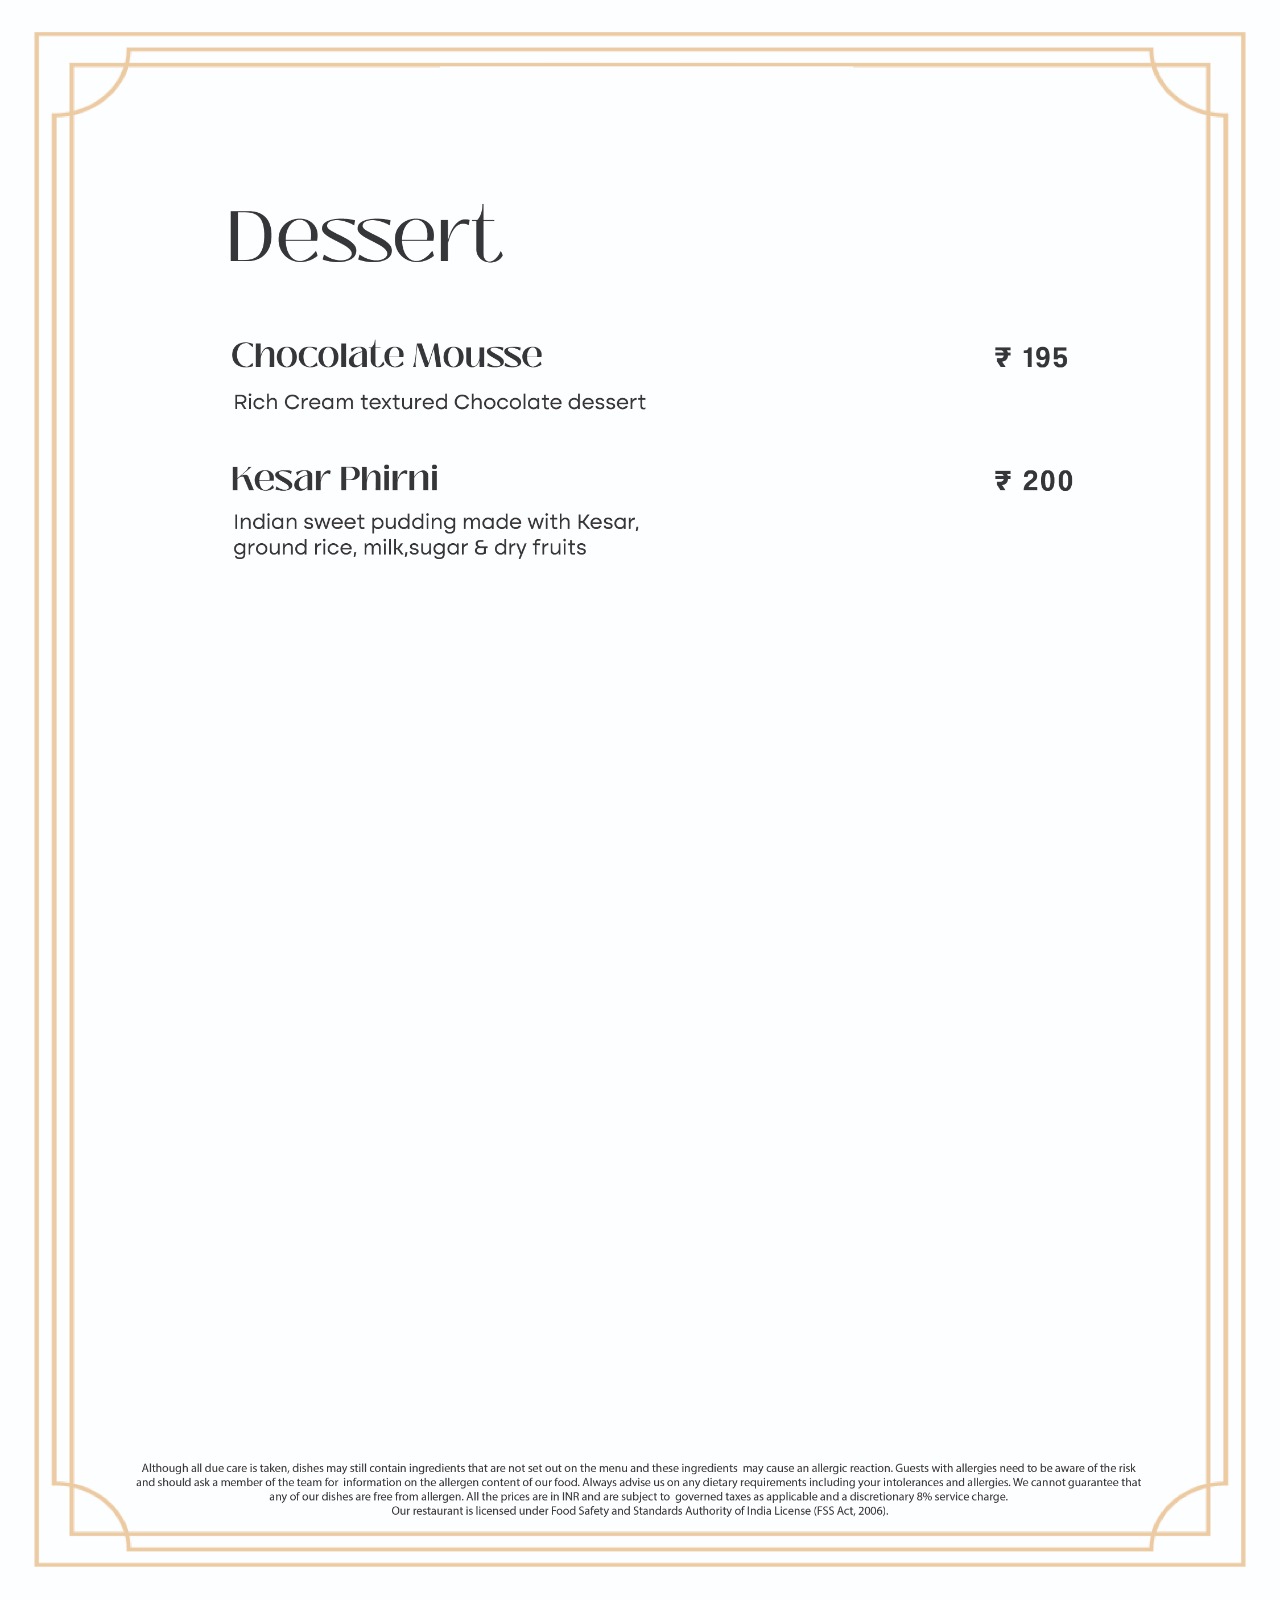 Dessert
Chocolate Mousse ₹ 195
Rich Cream textured Chocolate dessert
Kesar Phirni ₹ 200
Indian sweet pudding made with Kesar,
ground rice, milk,sugar & dry fruits
Although all due care is taken, dishes may still contain ingredients that are not set out on the menu and these ingredients may cause an allergic reaction. Guests with allergies need to be aware of the risk
and should ask a member of the team for information on the allergen content of our food. Always advise us on any dietary requirements including your intolerances and allergies. We cannot guarantee that
any of our dishes are free from allergen. All the prices are in INR and are subject to governed taxes as applicable and a discretionary 8% service charge.
Our restaurant is licensed under Food Safety and Standards Authority of India License (FSS Act, 2006).